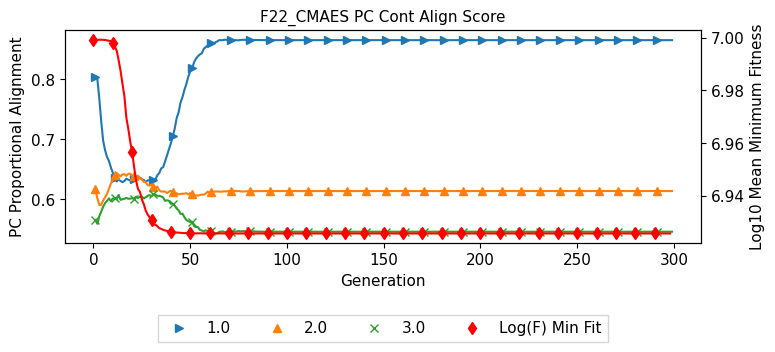 F22_CMAES PC Cont Align Score
PC Proportional Alignment
0.8
0.7
0.6
7.00
6.98
6.96
6.94
Log10 Mean Minimum Fitness
0 50 100 150 200 250 300
Generation
1.0 2.0 3.0 Log(F) Min Fit